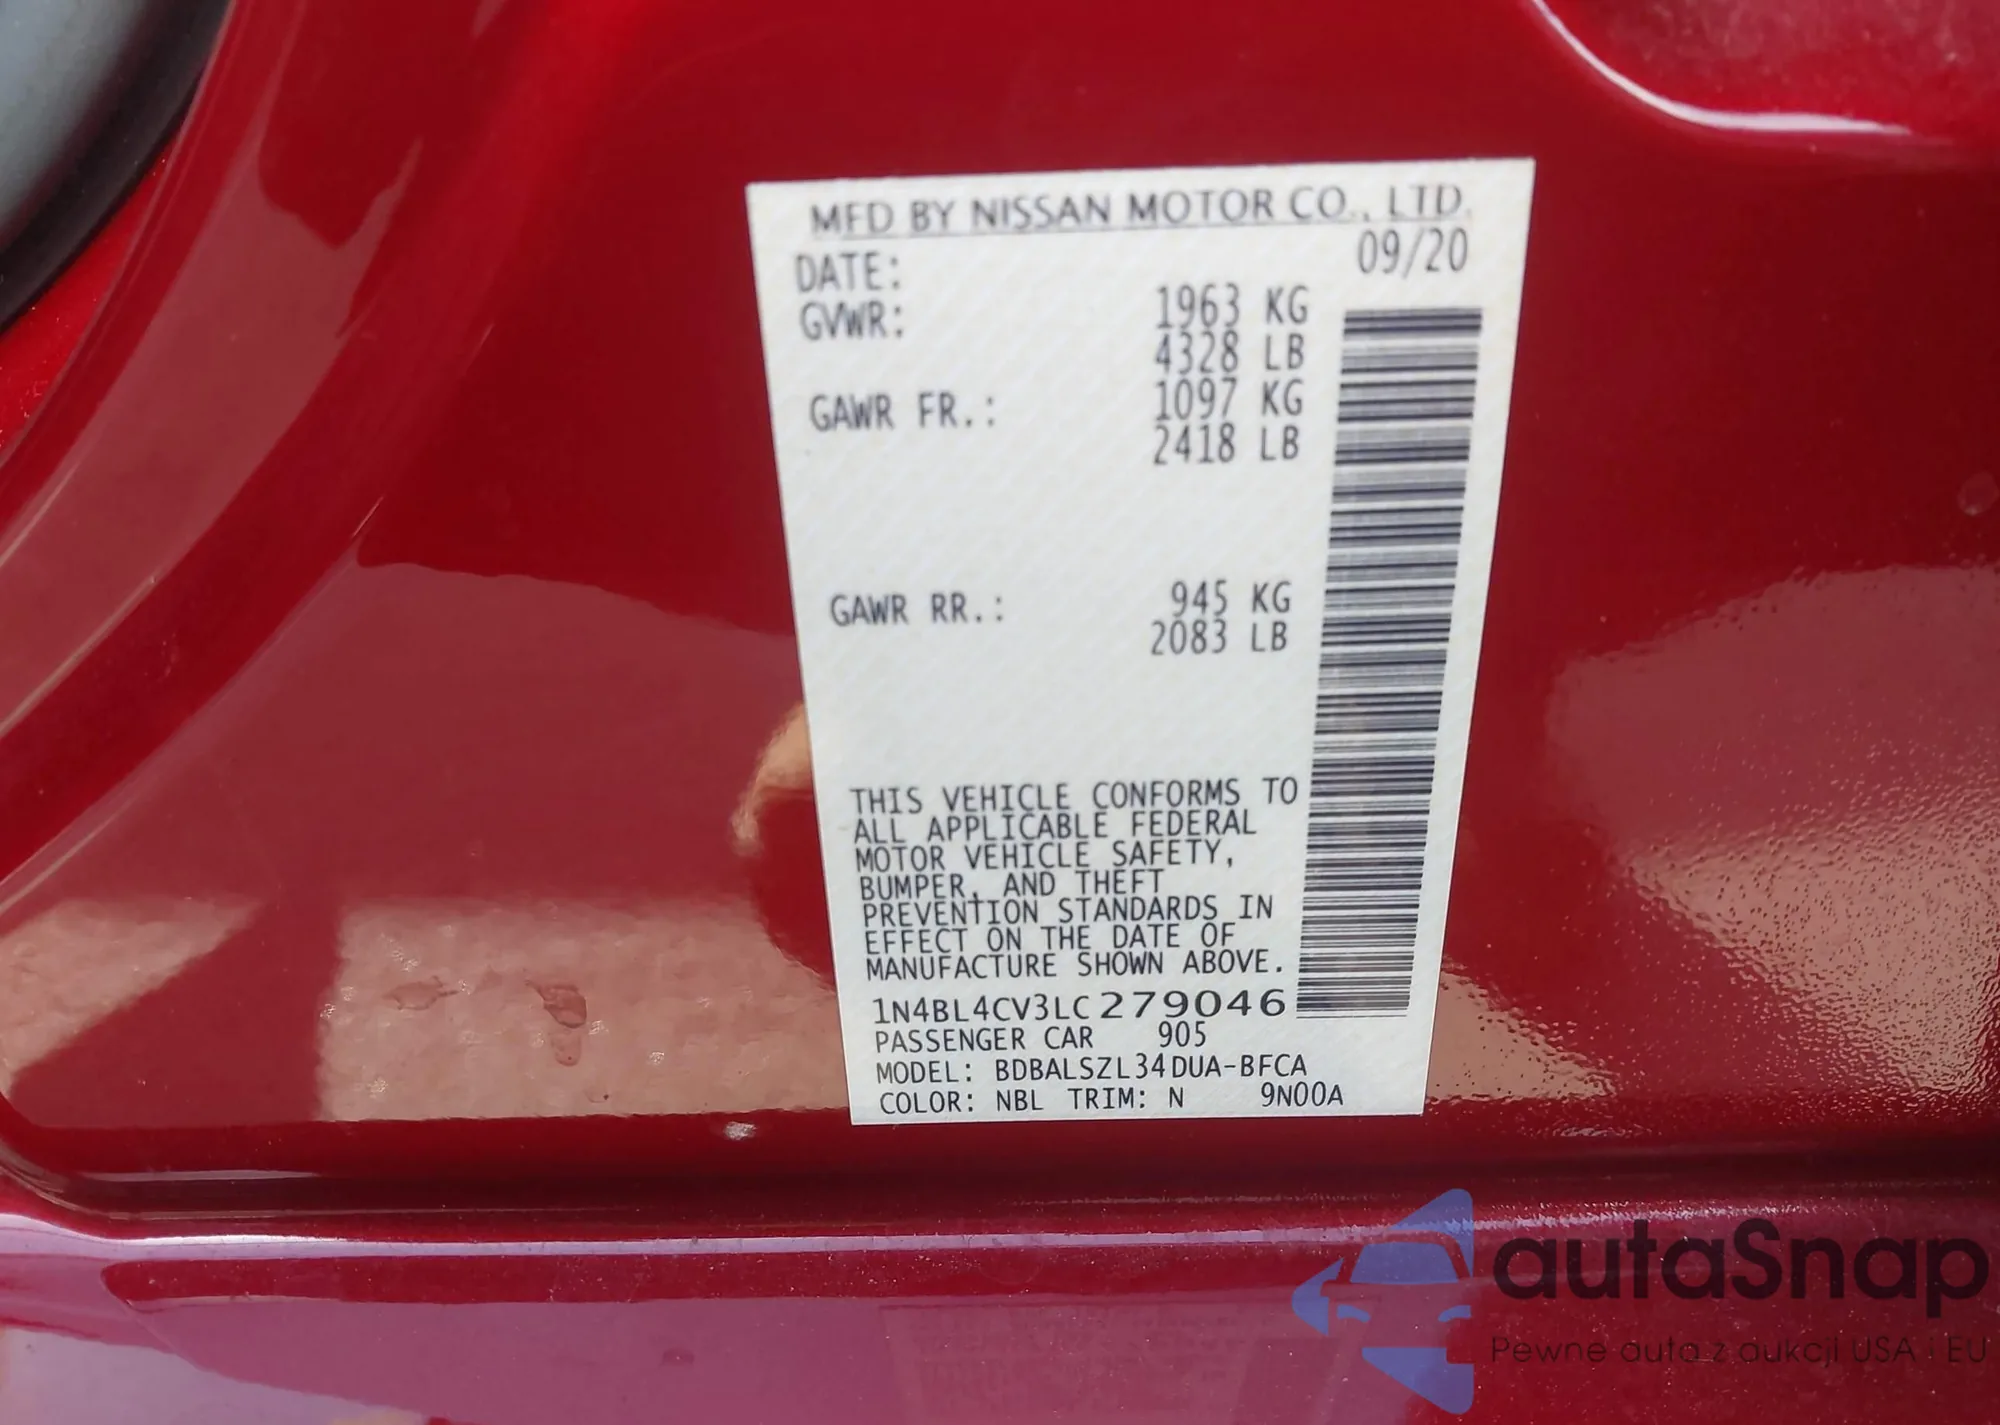 MFD BY NISSAN MOTOR CO., LTD.
DATE: 09/20
GVWR: 1963 KG
4328 LB
GAWR FR.: 1097 KG
2418 LB
GAWR RR.: 945 KG
2083 LB
THIS VEHICLE CONFORMS TO
ALL APPLICABLE FEDERAL
MOTOR VEHICLE SAFETY,
BUMPER, AND THEFT
PREVENTION STANDARDS IN
EFFECT ON THE DATE OF
MANUFACTURE SHOWN ABOVE.
1N4BL4CV3LC279046
PASSENGER CAR 905
MODEL: BDBALSZL34DUA-BFCA
COLOR: NBL TRIM: N 9N00A
autaSnap
Pewne auta z aukcji USA i EU